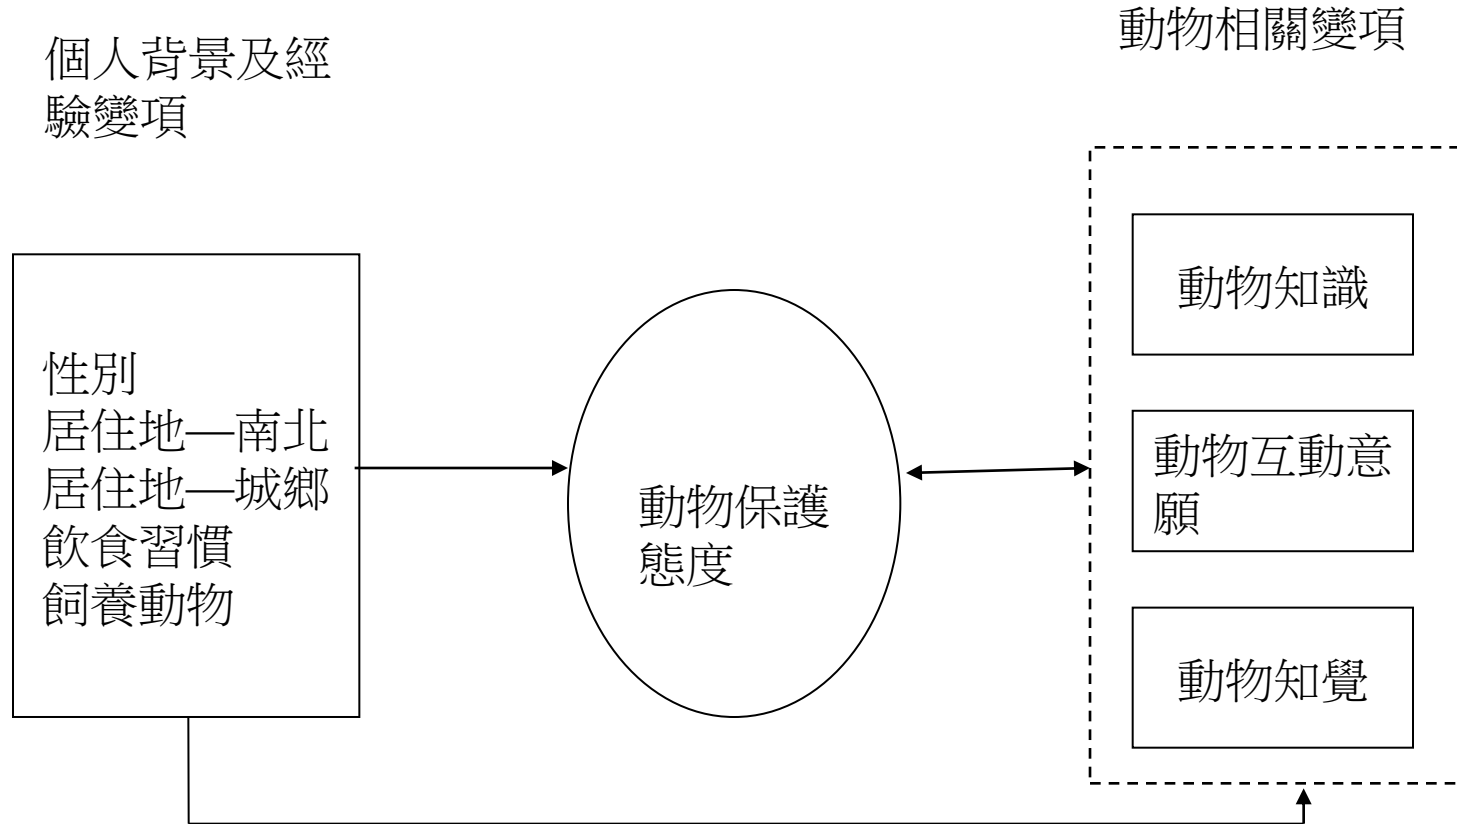 個人背景及經
驗變項
動物相關變項
性別
居住地—南北
居住地—城鄉
飲食習慣
飼養動物
動物保護
態度
動物知識
動物互動意
願
動物知覺